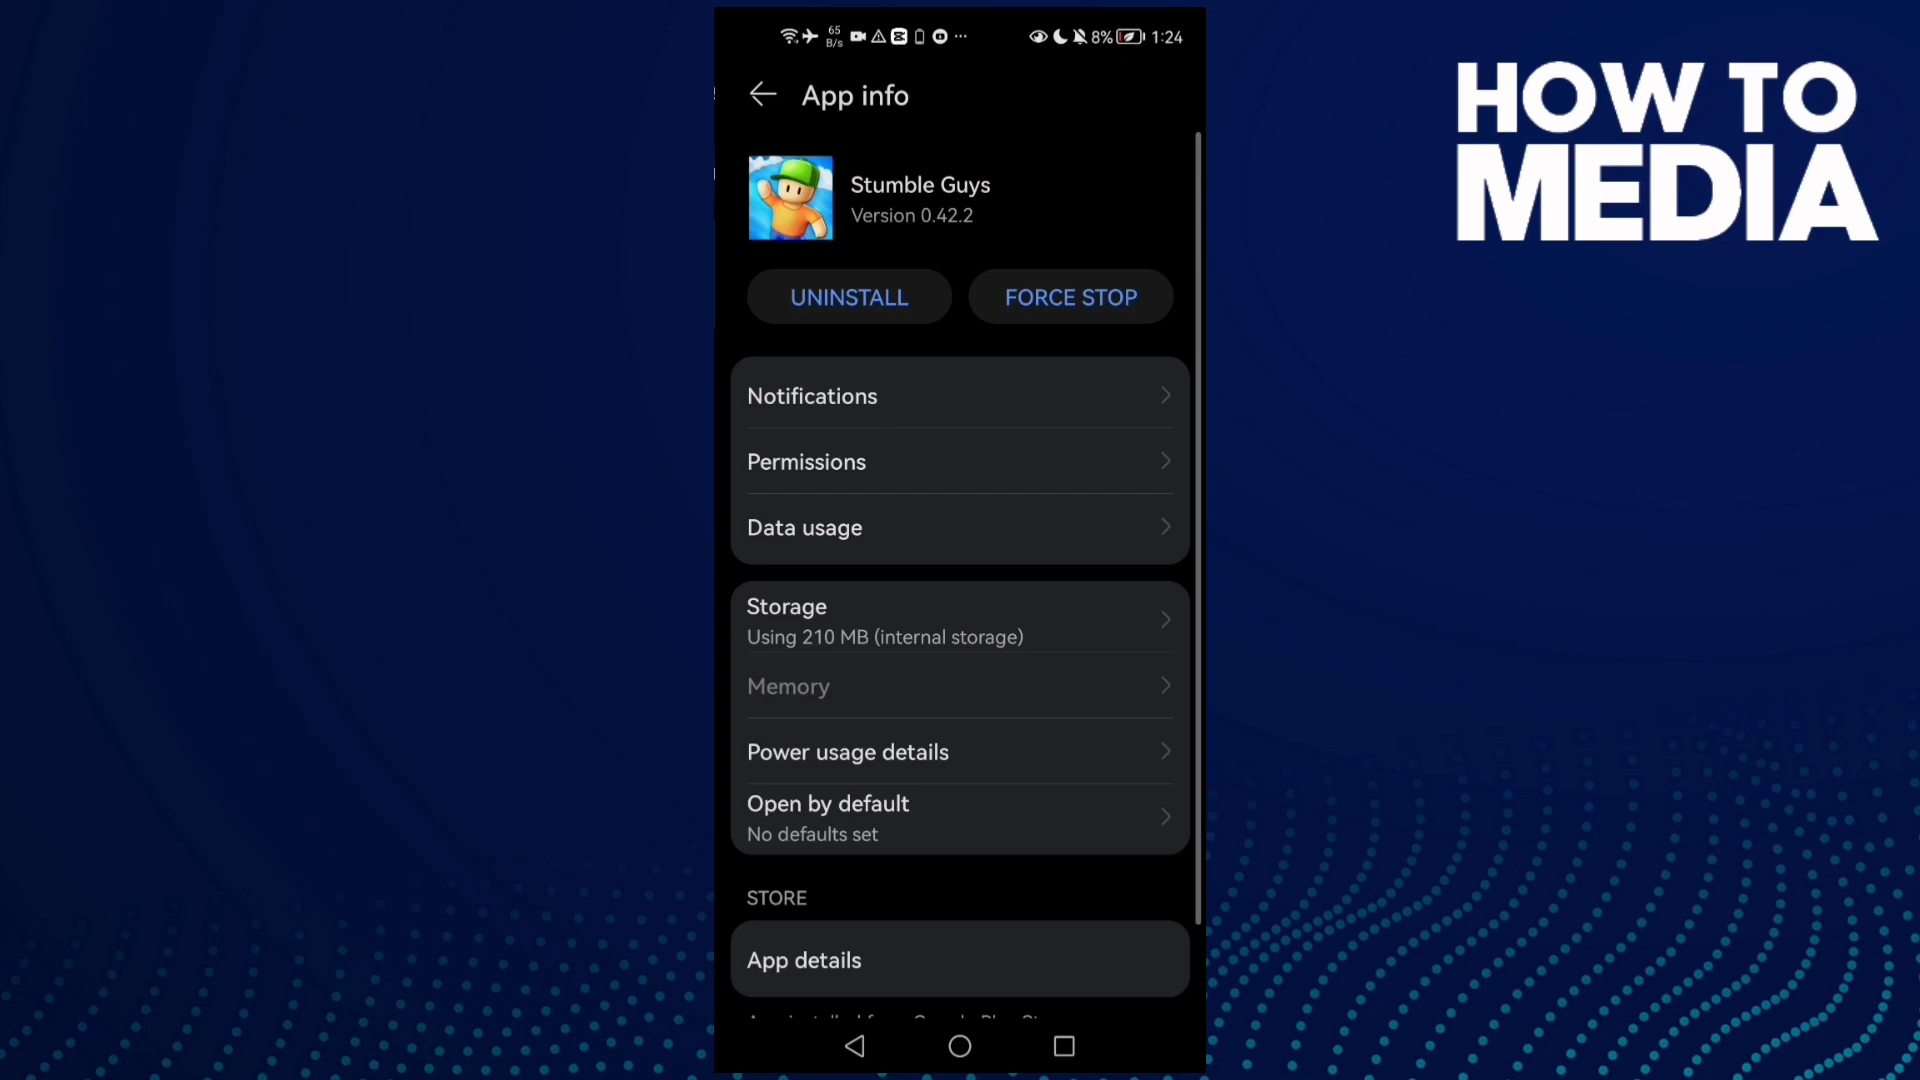 65
B/s
8%
1:24
HOW TO
MEDIA
App info
Stumble Guys
Version 0.42.2
UNINSTALL
FORCE STOP
Notifications
Permissions
Data usage
Storage
Using 210 MB (internal storage)
Memory
Power usage details
Open by default
No defaults set
STORE
App details